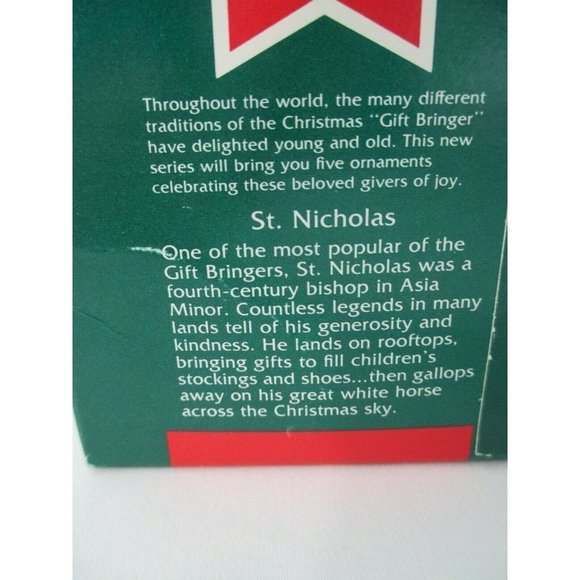 Throughout the world, the many different
traditions of the Christmas "Gift Bringer"
have delighted young and old. This new
series will bring you five ornaments
celebrating these beloved givers of joy.
St. Nicholas
One of the most popular of the
Gift Bringers, St. Nicholas was a
fourth-century bishop in Asia
Minor. Countless legends in many
lands tell of his generosity and
kindness. He lands on rooftops,
bringing gifts to fill children's
stockings and shoes...then gallops
away on his great white horse
across the Christmas sky.